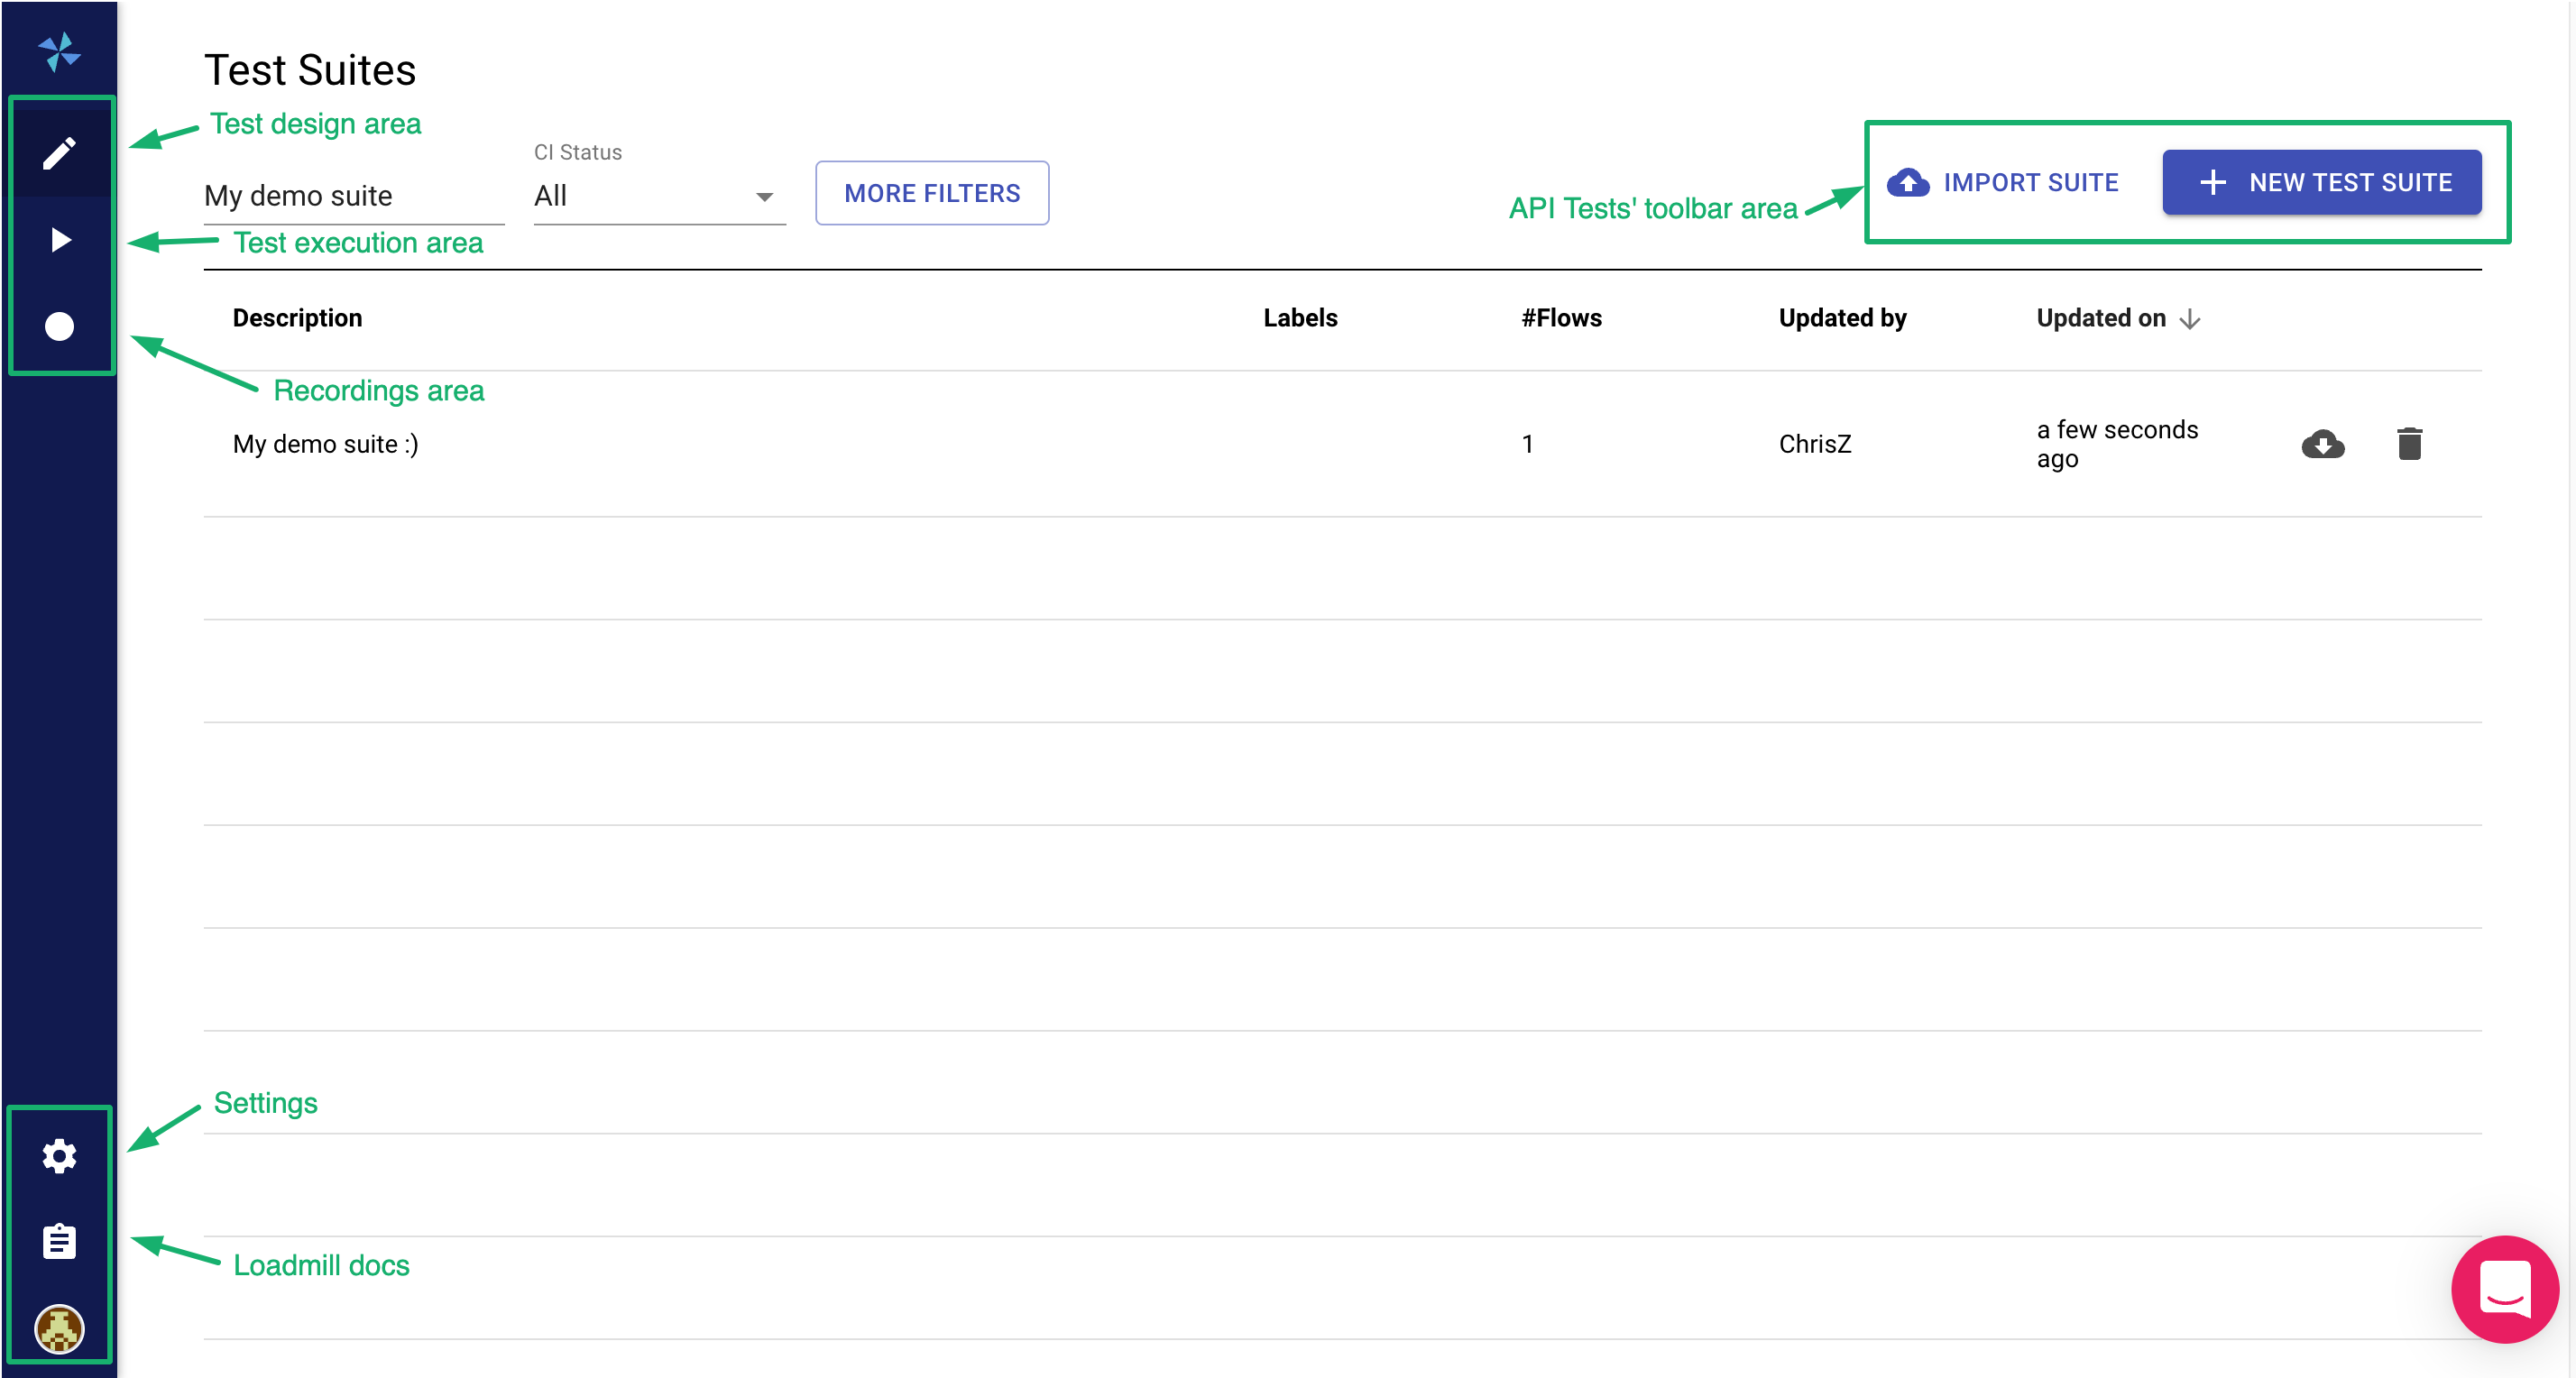 Test Suites
Test design area
CI Status
My demo suite
All
MORE FILTERS
IMPORT SUITE
NEW TEST SUITE
API Tests' toolbar area
Test execution area
Description
Labels
#Flows
Updated by
Updated on
Recordings area
My demo suite :)
1
ChrisZ
a few seconds
ago
Settings
Loadmill docs